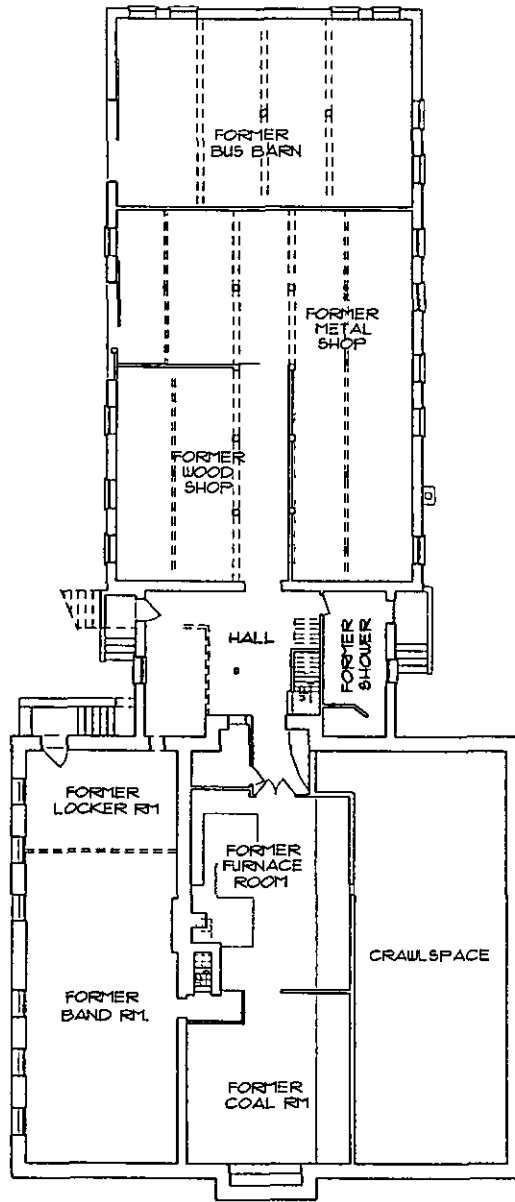 FORMER
BUS BARN
FORMER
METAL
SHOP
FORMER
WOOD
SHOP
HALL
UP
FORMER
SHOWER
FORMER
LOCKER RM
FORMER
FURNACE
ROOM
CRAWLSPACE
FORMER
BAND RM.
FORMER
COAL RM